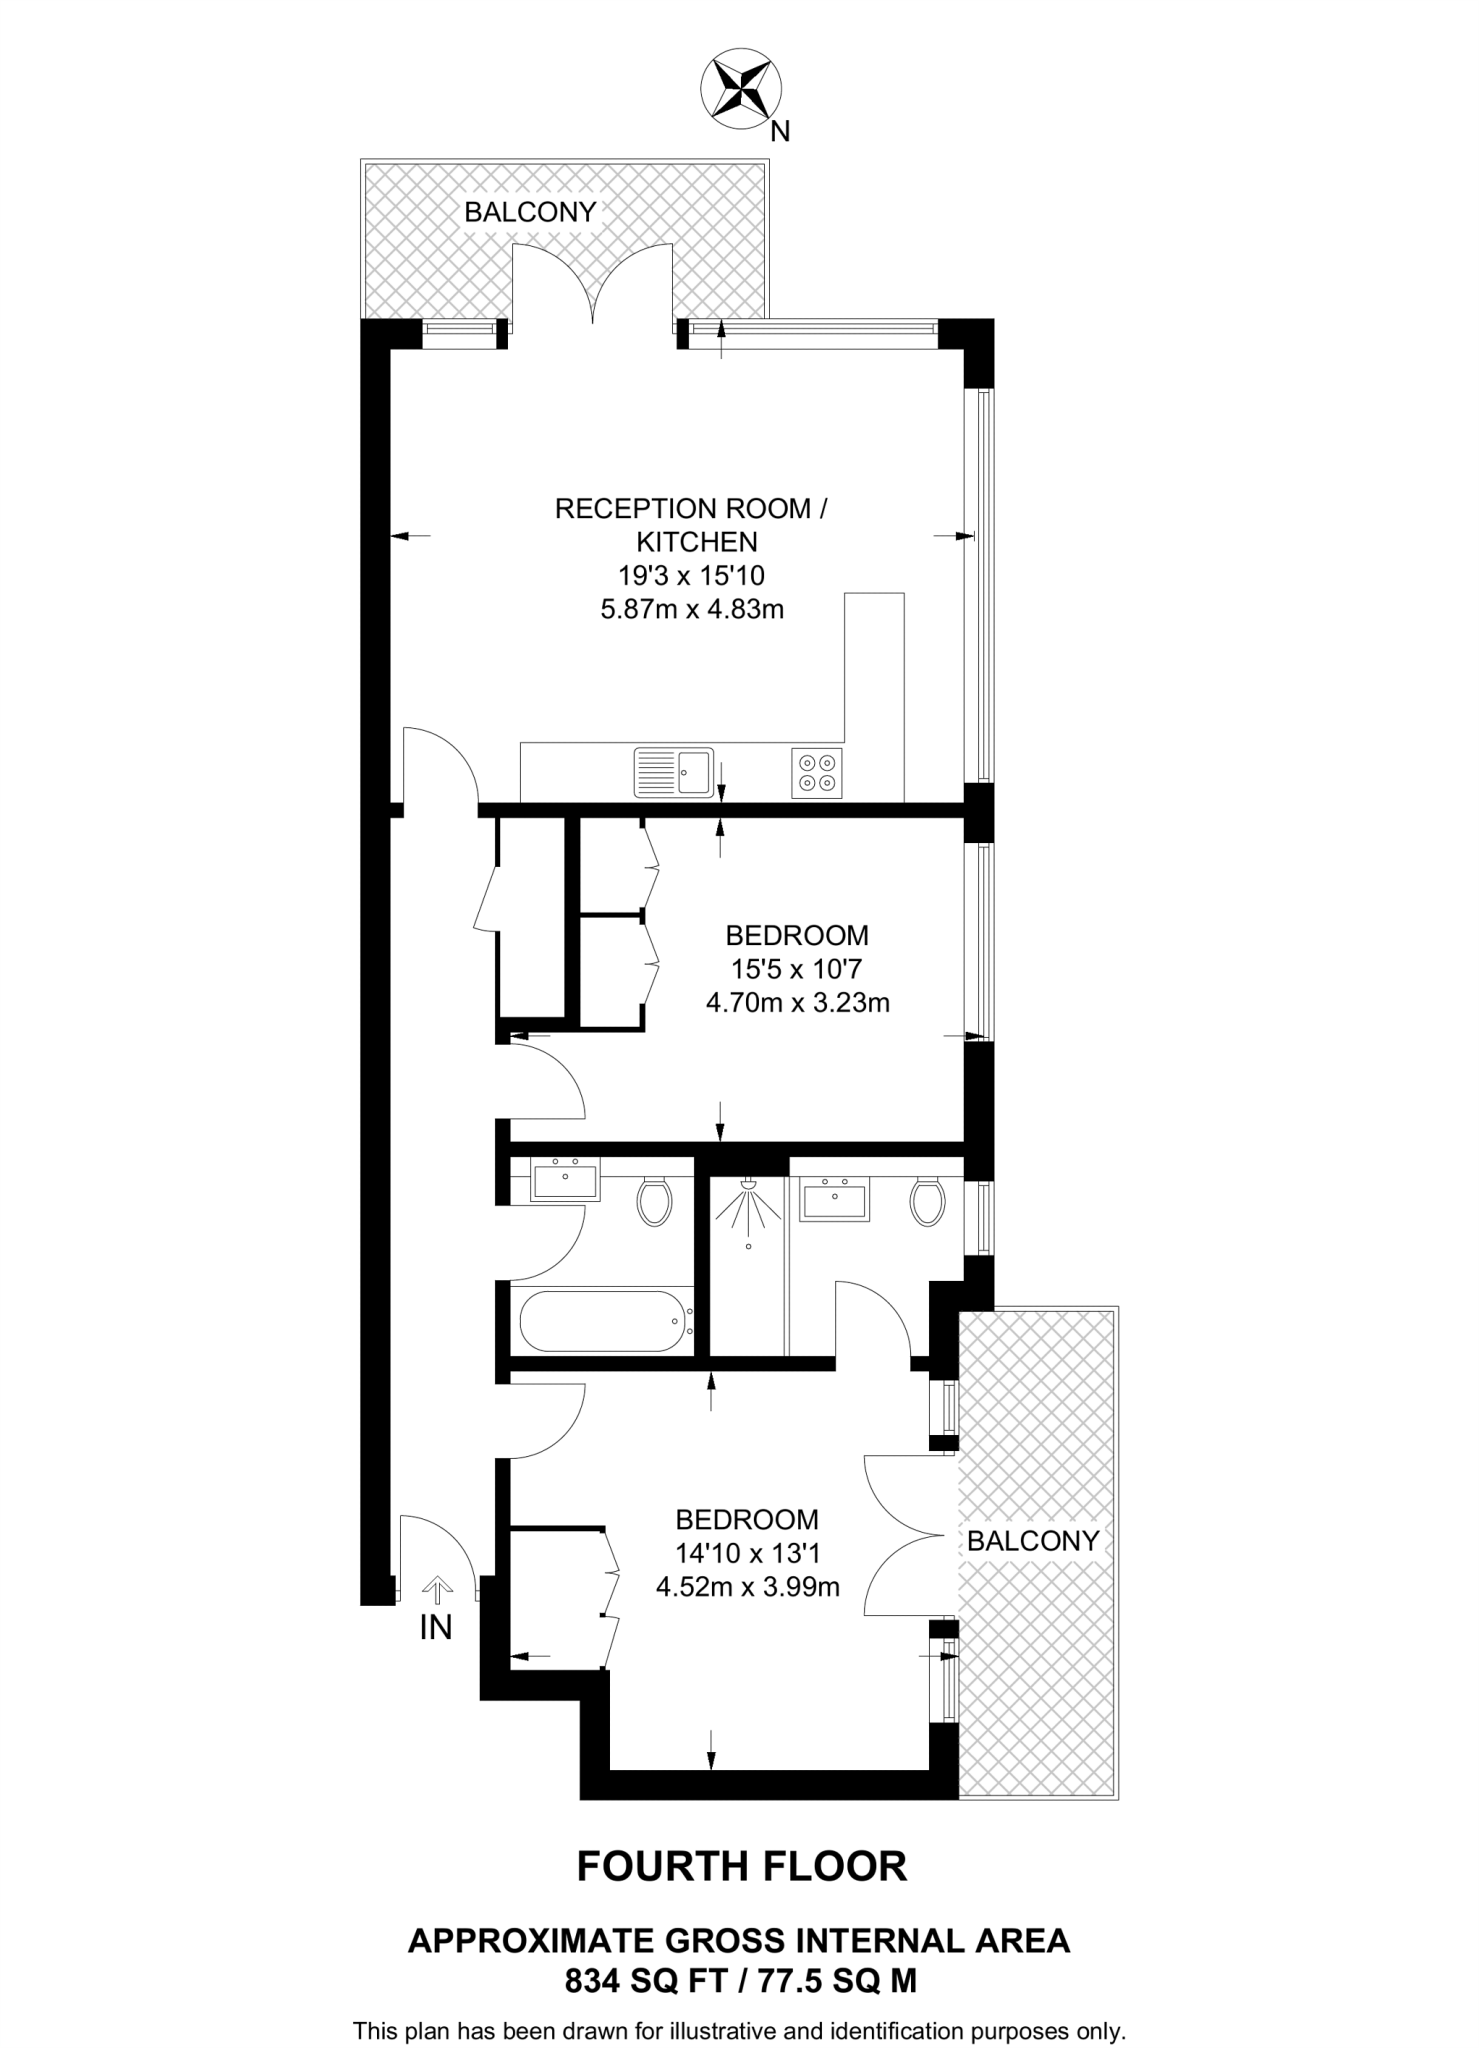 N
BALCONY
RECEPTION ROOM /
KITCHEN
19'3 x 15'10
5.87m x 4.83m
BEDROOM
15'5 x 10'7
4.70m x 3.23m
BEDROOM
14'10 x 13'1
4.52m x 3.99m
BALCONY
IN
FOURTH FLOOR
APPROXIMATE GROSS INTERNAL AREA
834 SQ FT / 77.5 SQ M
This plan has been drawn for illustrative and identification purposes only.